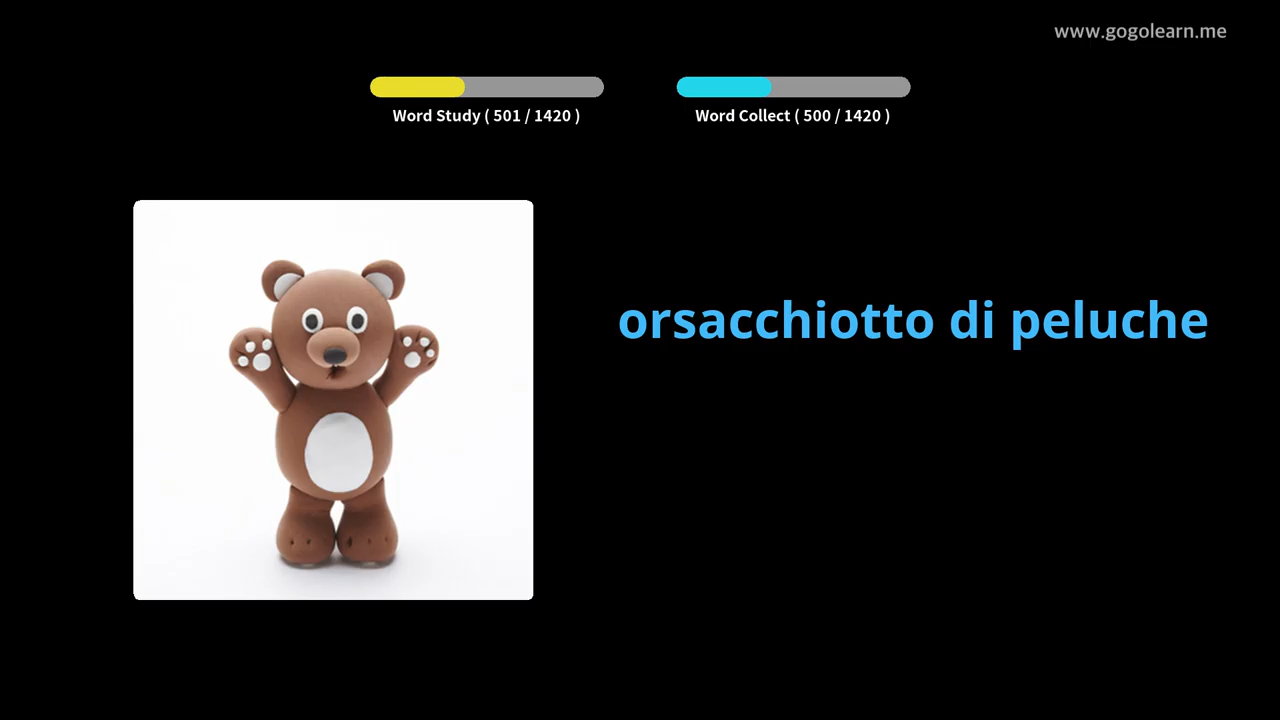 www.gogolearn.me
Word Study ( 501 / 1420 )
Word Collect ( 500 / 1420 )
orsacchiotto di peluche